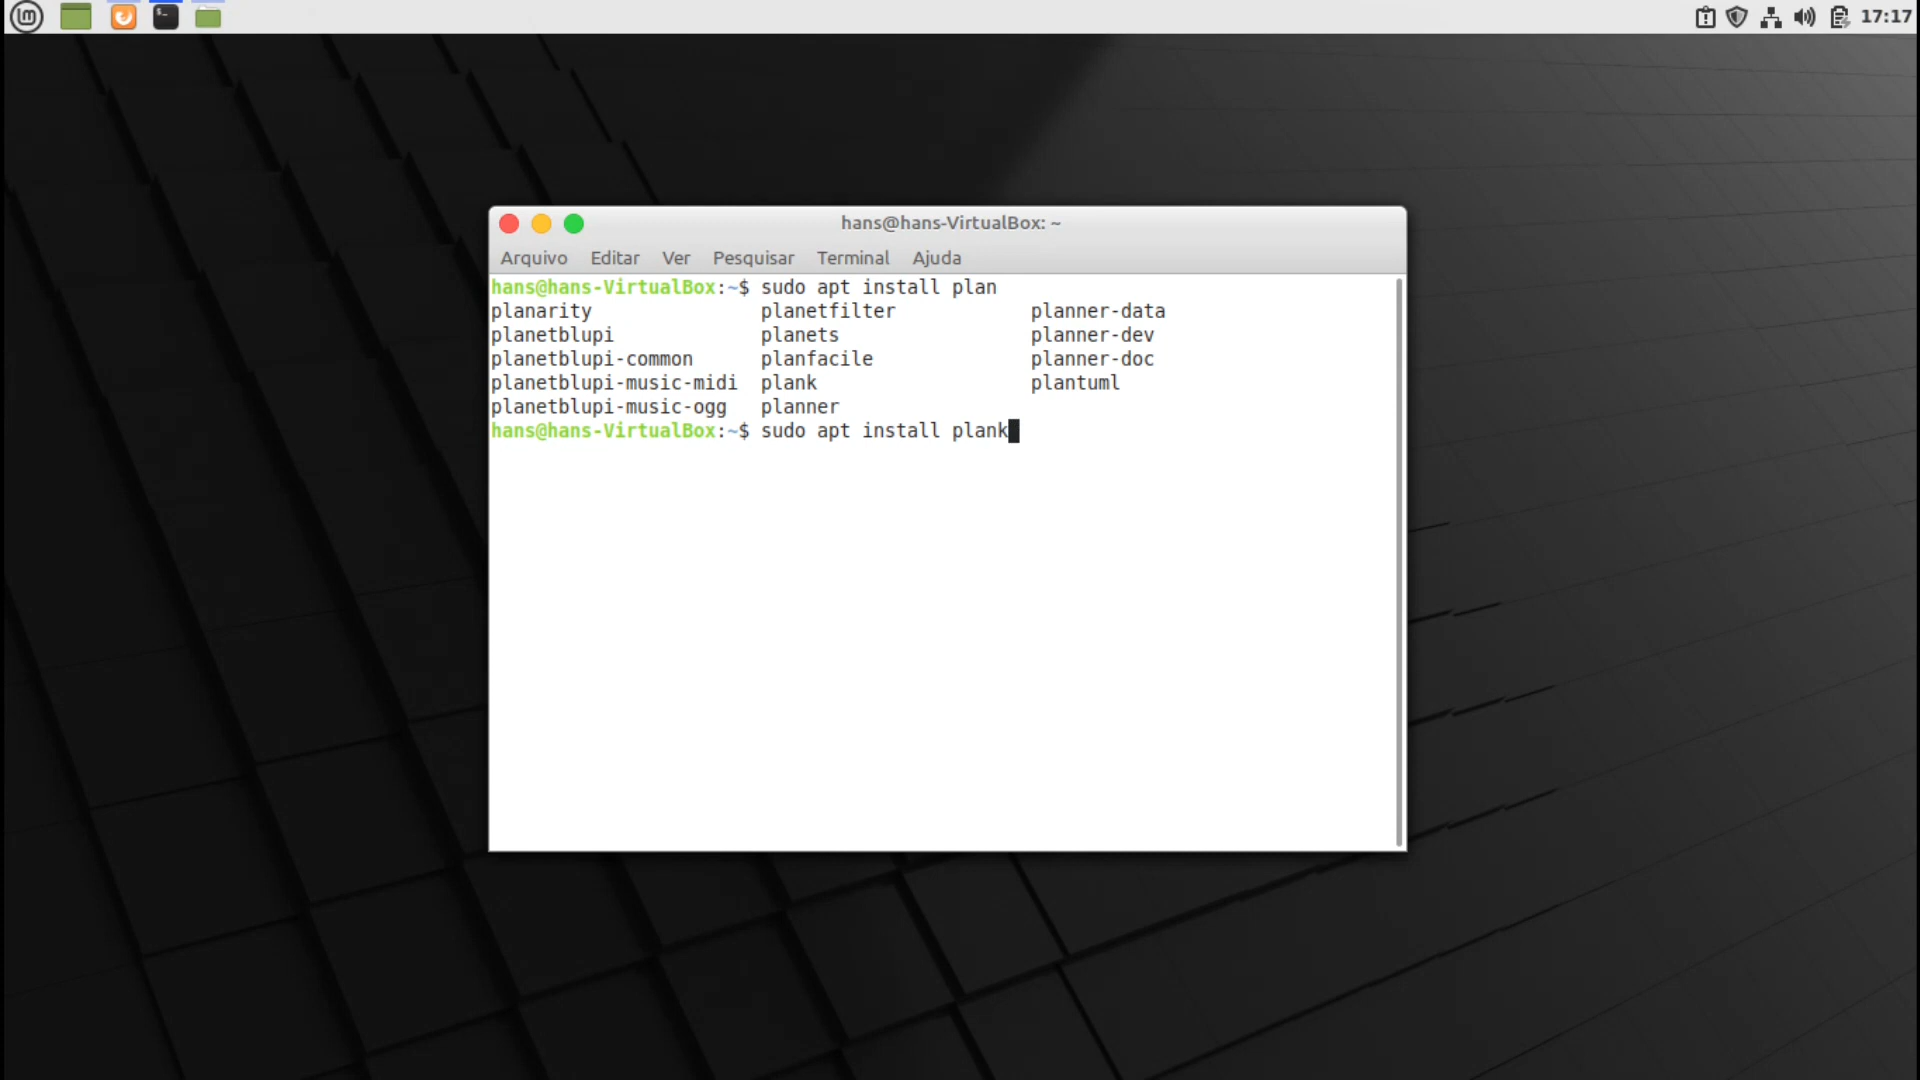 17:17
hans@hans-VirtualBox: ~
Arquivo Editar Ver Pesquisar Terminal Ajuda
hans@hans-VirtualBox:~$ sudo apt install plan
planarity planetfilter planner-data
planetblupi planets planner-dev
planetblupi-common planfacile planner-doc
planetblupi-music-midi plank plantuml
planetblupi-music-ogg planner
hans@hans-VirtualBox:~$ sudo apt install plank